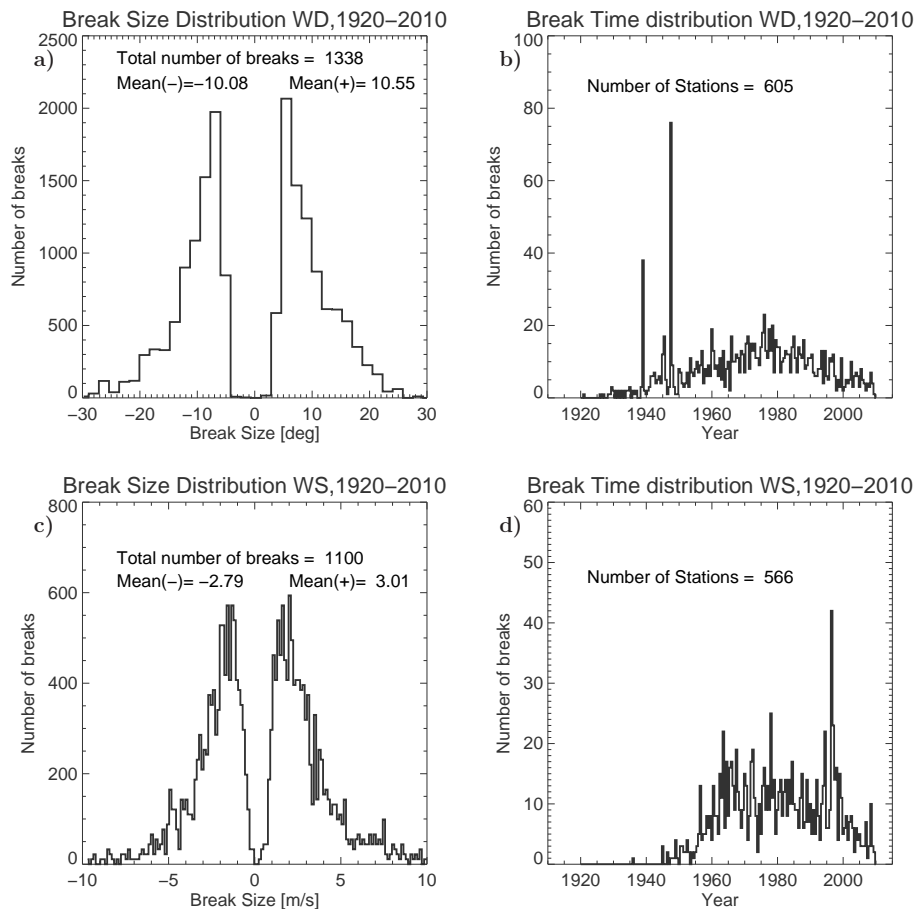 Break Size Distribution WD,1920−2010
a)
Total number of breaks = 1338
Mean(−)=−10.08 Mean(+)= 10.55
Number of breaks
2500
2000
1500
1000
500
0
−30 −20 −10 0 10 20 30
Break Size [deg]
Break Time distribution WD,1920−2010
b)
Number of Stations = 605
Number of breaks
100
80
60
40
20
0
1920 1940 1960 1980 2000
Year
Break Size Distribution WS,1920−2010
c)
Total number of breaks = 1100
Mean(−)= −2.79 Mean(+)= 3.01
Number of breaks
800
600
400
200
0
−10 −5 0 5 10
Break Size [m/s]
Break Time distribution WS,1920−2010
d)
Number of Stations = 566
Number of breaks
60
50
40
30
20
10
0
1920 1940 1960 1980 2000
Year